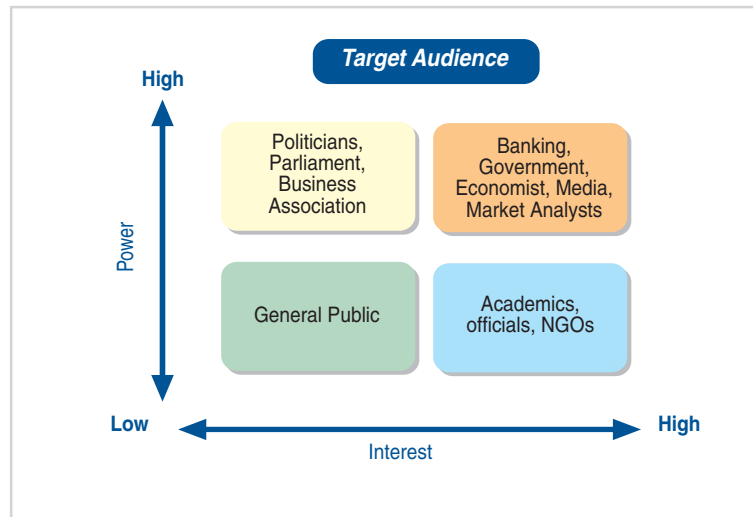 Target Audience
High
Politicians,
Parliament,
Business
Association
Banking,
Government,
Economist, Media,
Market Analysts
Power
General Public
Academics,
officials, NGOs
Low
High
Interest